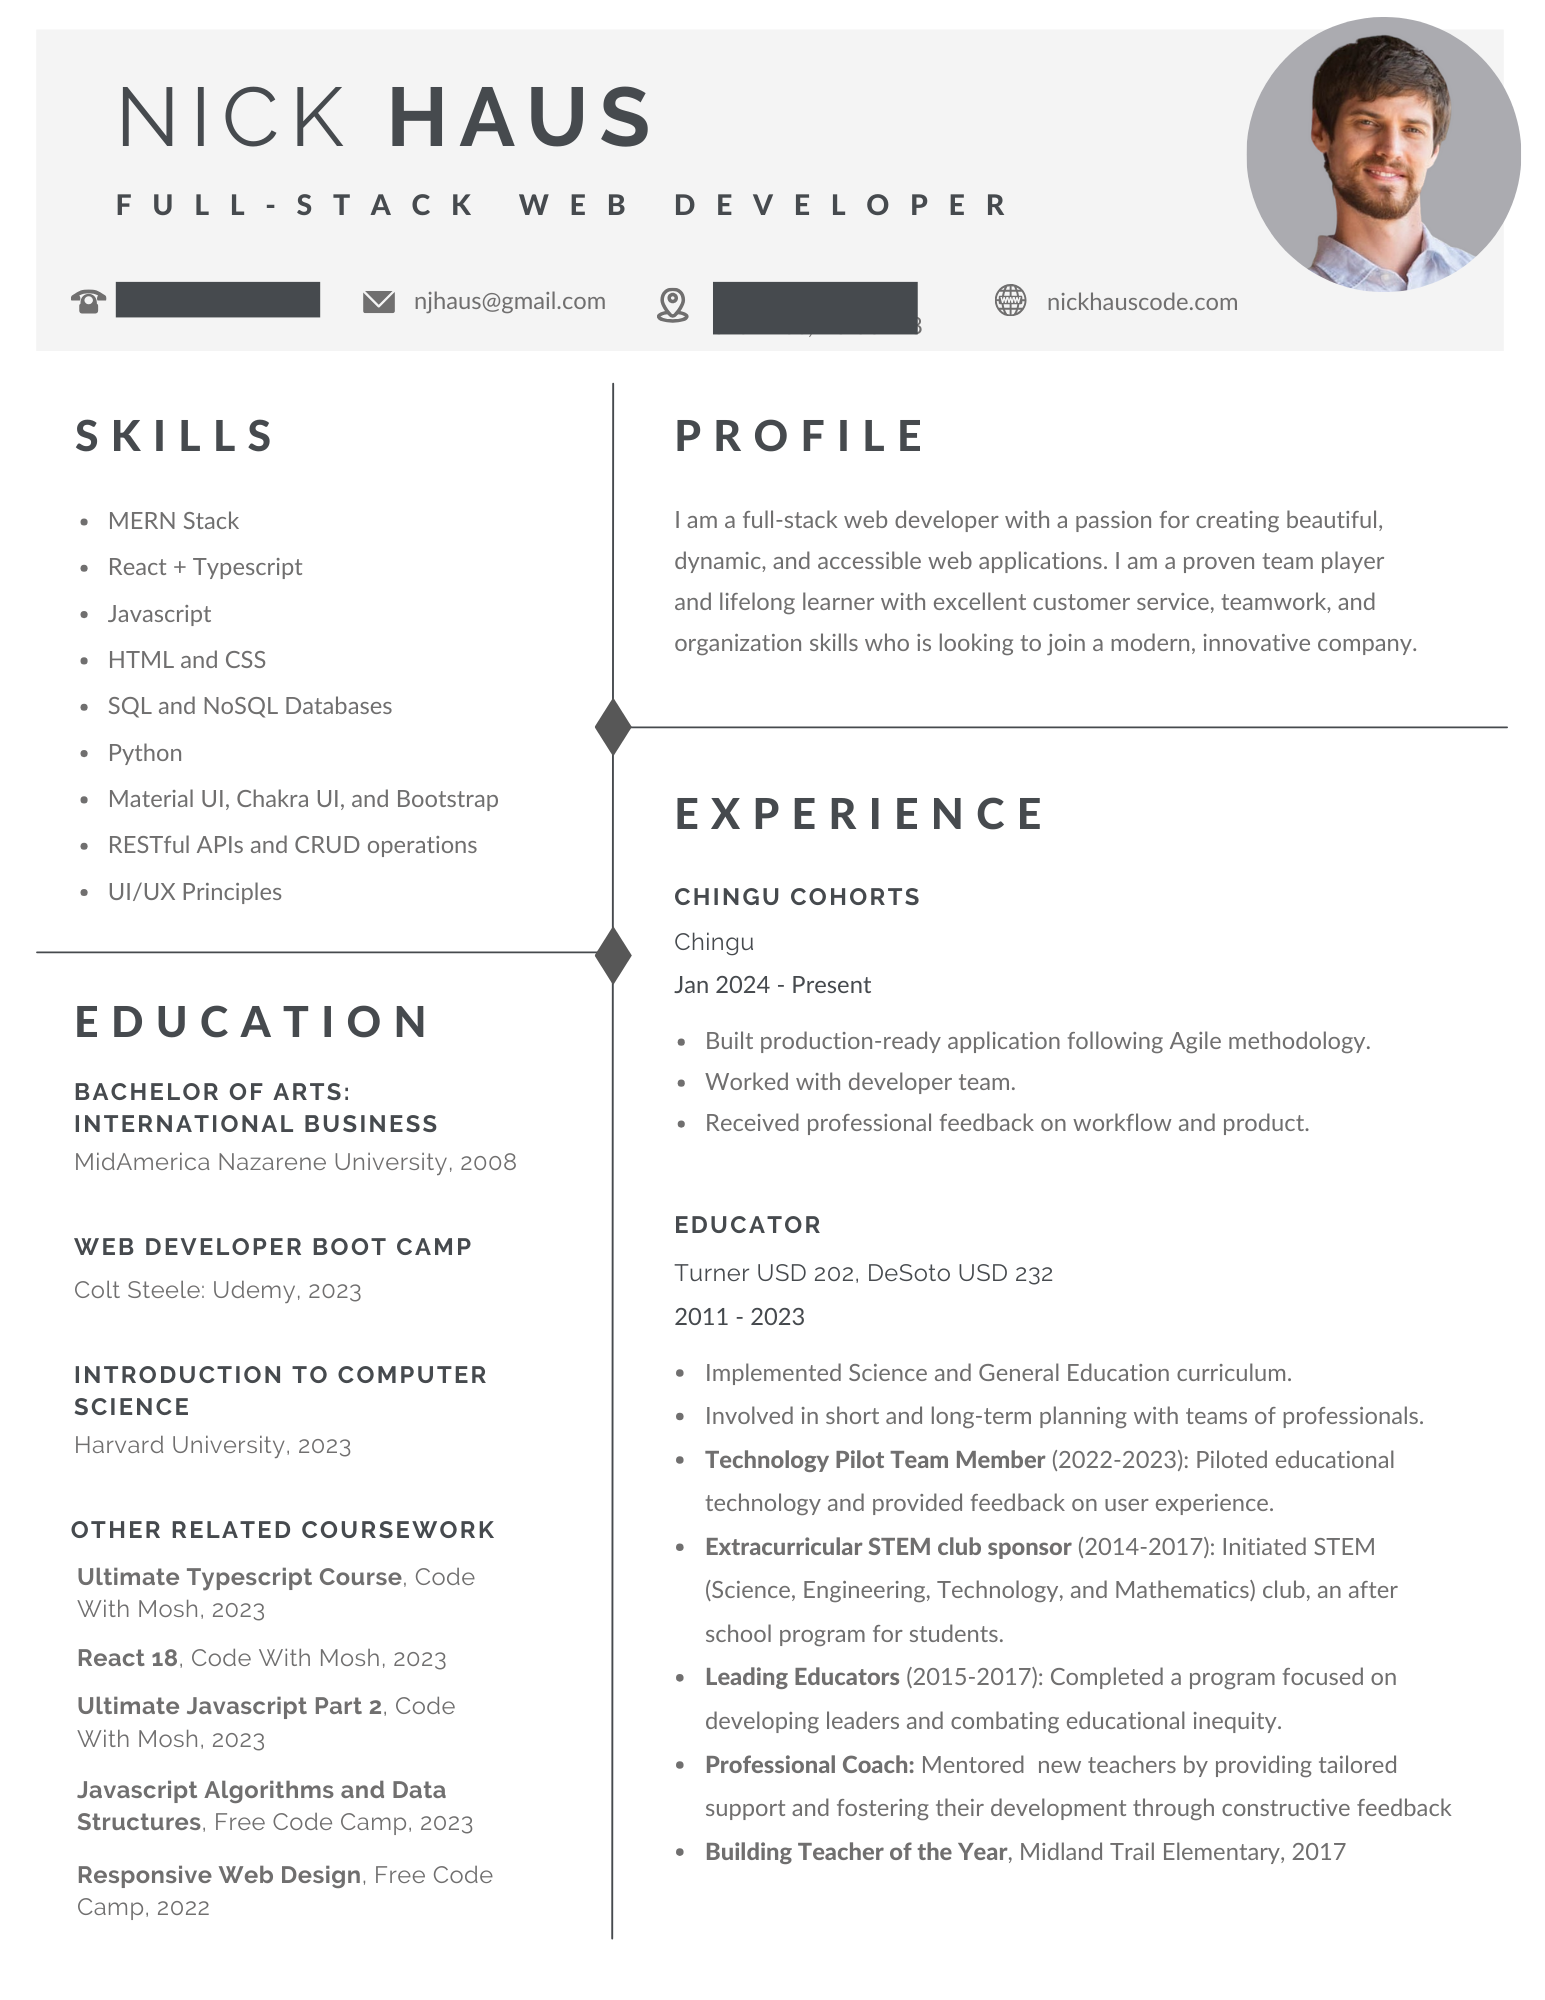 NICK HAUS
FULL-STACK WEB DEVELOPER
njhaus@gmail.com
nickhauscode.com
SKILLS
• MERN Stack
• React + Typescript
• Javascript
• HTML and CSS
• SQL and NoSQL Databases
• Python
• Material UI, Chakra UI, and Bootstrap
• RESTful APIs and CRUD operations
• UI/UX Principles
EDUCATION
BACHELOR OF ARTS:
INTERNATIONAL BUSINESS
MidAmerica Nazarene University, 2008
WEB DEVELOPER BOOT CAMP
Colt Steele: Udemy, 2023
INTRODUCTION TO COMPUTER
SCIENCE
Harvard University, 2023
OTHER RELATED COURSEWORK
Ultimate Typescript Course, Code
With Mosh, 2023
React 18, Code With Mosh, 2023
Ultimate Javascript Part 2, Code
With Mosh, 2023
Javascript Algorithms and Data
Structures, Free Code Camp, 2023
Responsive Web Design, Free Code
Camp, 2022
PROFILE
I am a full-stack web developer with a passion for creating beautiful,
dynamic, and accessible web applications. I am a proven team player
and lifelong learner with excellent customer service, teamwork, and
organization skills who is looking to join a modern, innovative company.
EXPERIENCE
CHINGU COHORTS
Chingu
Jan 2024 - Present
• Built production-ready application following Agile methodology.
• Worked with developer team.
• Received professional feedback on workflow and product.
EDUCATOR
Turner USD 202, DeSoto USD 232
2011 - 2023
• Implemented Science and General Education curriculum.
• Involved in short and long-term planning with teams of professionals.
• Technology Pilot Team Member (2022-2023): Piloted educational
technology and provided feedback on user experience.
• Extracurricular STEM club sponsor (2014-2017): Initiated STEM
(Science, Engineering, Technology, and Mathematics) club, an after
school program for students.
• Leading Educators (2015-2017): Completed a program focused on
developing leaders and combating educational inequity.
• Professional Coach: Mentored  new teachers by providing tailored
support and fostering their development through constructive feedback
• Building Teacher of the Year, Midland Trail Elementary, 2017